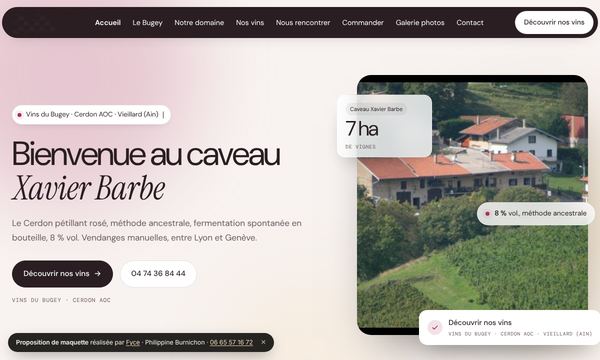 Accueil Le Bugey Notre domaine Nos vins Nous rencontrer Commander Galerie photos Contact Découvrir nos vins
Vins du Bugey · Cerdon AOC · Vieillard (Ain) |
Bienvenue au caveau
Xavier Barbe
Le Cerdon pétillant rosé, méthode ancestrale, fermentation spontanée en
bouteille, 8 % vol. Vendanges manuelles, entre Lyon et Genève.
Découvrir nos vins →
04 74 36 84 44
VINS DU BUGEY · CERDON AOC
Caveau Xavier Barbe
7 ha
DE VIGNES
8 % vol, méthode ancestrale
Découvrir nos vins
VINS DU BUGEY · CERDON AOC · VIEILLARD (AIN)
Proposition de maquette réalisée par Fyce · Philippine Burnichon · 06 65 57 16 72 ×